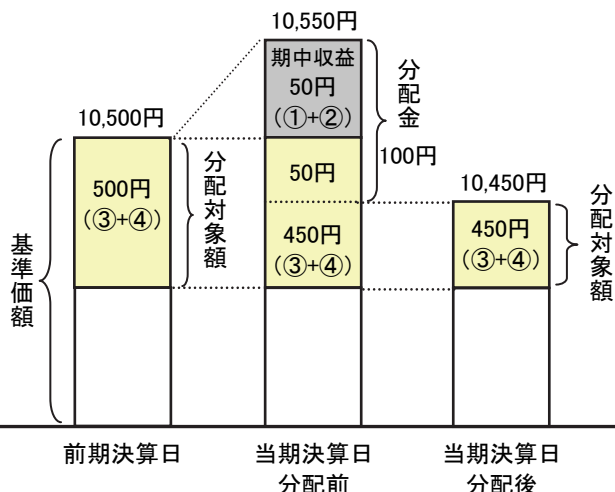 10,550円
期中収益
50円
(①+②)
分配金
100円
10,500円
500円
(③+④)
分配対象額
50円
450円
(③+④)
10,450円
450円
(③+④)
分配対象額
基準価額
前期決算日
当期決算日
分配前
当期決算日
分配後